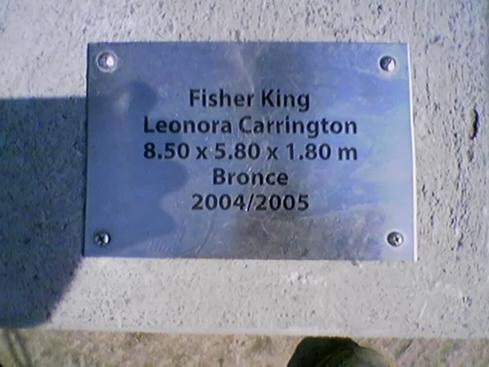 Fisher King
Leonora Carrington
8.50 x 5.80 x 1.80 m
Bronce
2004/2005